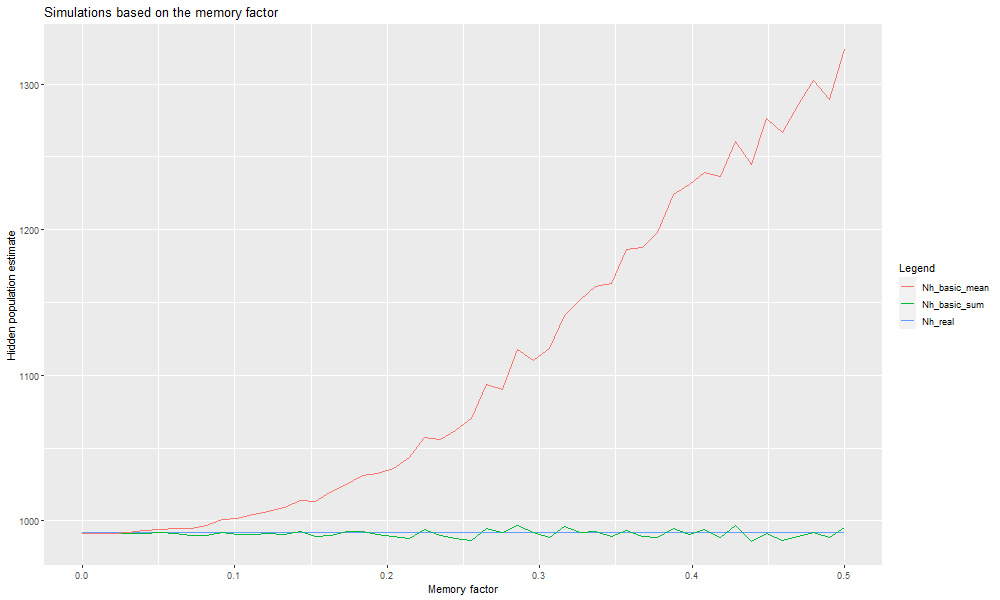 Simulations based on the memory factor
Hidden population estimate
1300
1200
1100
1000
0.0
0.1
0.2
0.3
0.4
0.5
Memory factor
Legend
Nh_basic_mean
Nh_basic_sum
Nh_real